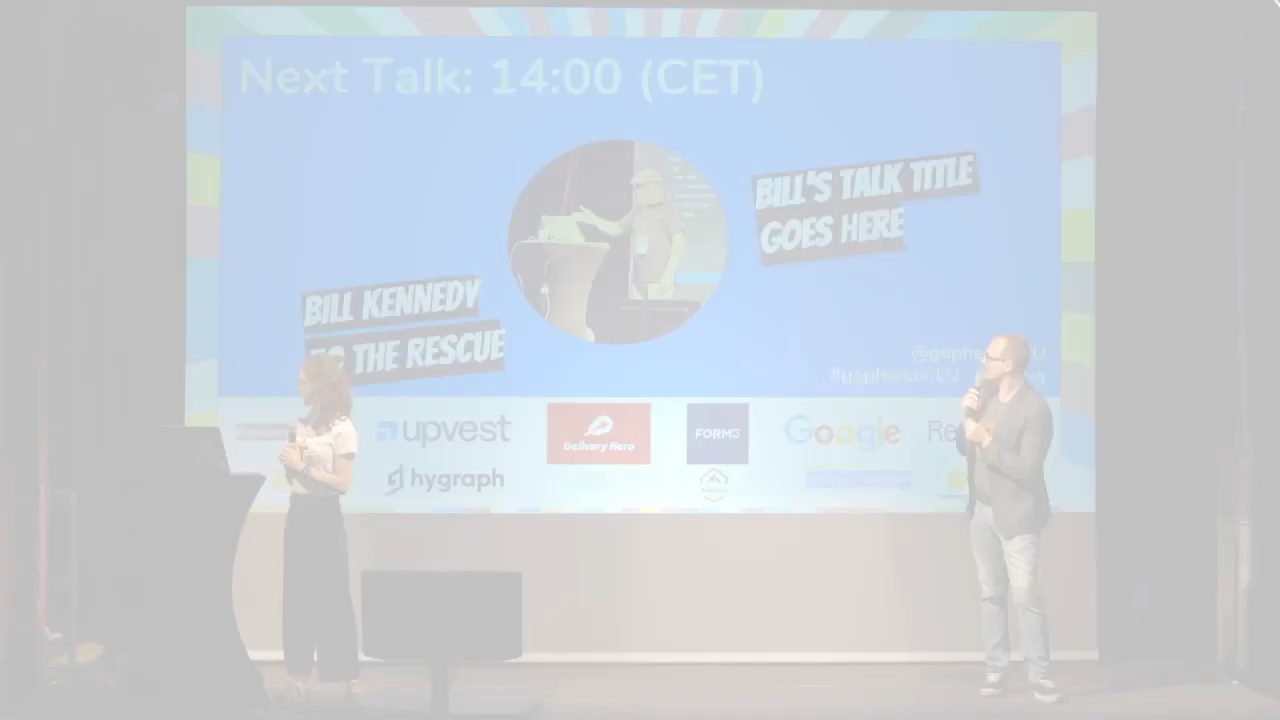 Next Talk: 14:00 (CET)
BILL'S TALK TITLE
GOES HERE
BILL KENNEDY
THE RESCUE
upvest
Delivery Hero
FORM3
Google
hygraph